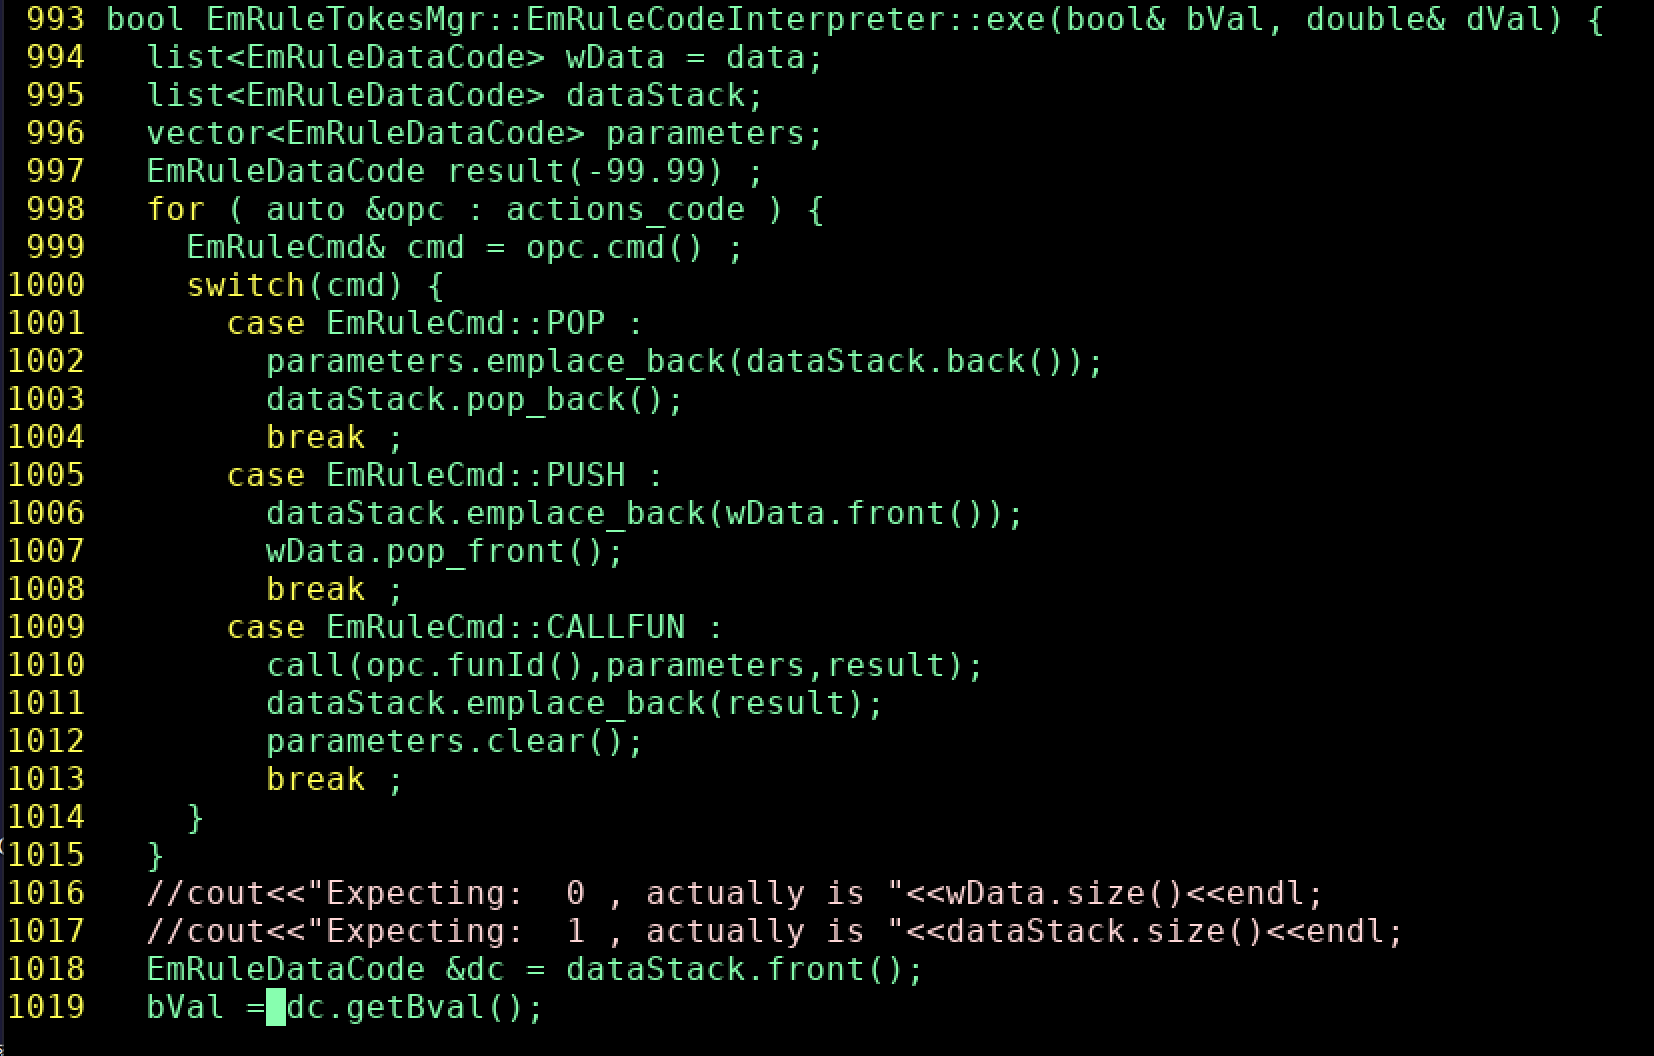 993 bool EmRuleTokesMgr::EmRuleCodeInterpreter::exe(bool& bVal, double& dVal) {
994   list<EmRuleDataCode> wData = data;
995   list<EmRuleDataCode> dataStack;
996   vector<EmRuleDataCode> parameters;
997   EmRuleDataCode result(-99.99) ;
998   for ( auto &opc : actions_code ) {
999     EmRuleCmd& cmd = opc.cmd() ;
1000     switch(cmd) {
1001       case EmRuleCmd::POP :
1002         parameters.emplace_back(dataStack.back());
1003         dataStack.pop_back();
1004         break ;
1005       case EmRuleCmd::PUSH :
1006         dataStack.emplace_back(wData.front());
1007         wData.pop_front();
1008         break ;
1009       case EmRuleCmd::CALLFUN :
1010         call(opc.funId(),parameters,result);
1011         dataStack.emplace_back(result);
1012         parameters.clear();
1013         break ;
1014     }
1015   }
1016   //cout<<"Expecting:  0 , actually is "<<wData.size()<<endl;
1017   //cout<<"Expecting:  1 , actually is "<<dataStack.size()<<endl;
1018   EmRuleDataCode &dc = dataStack.front();
1019   bVal = dc.getBval();